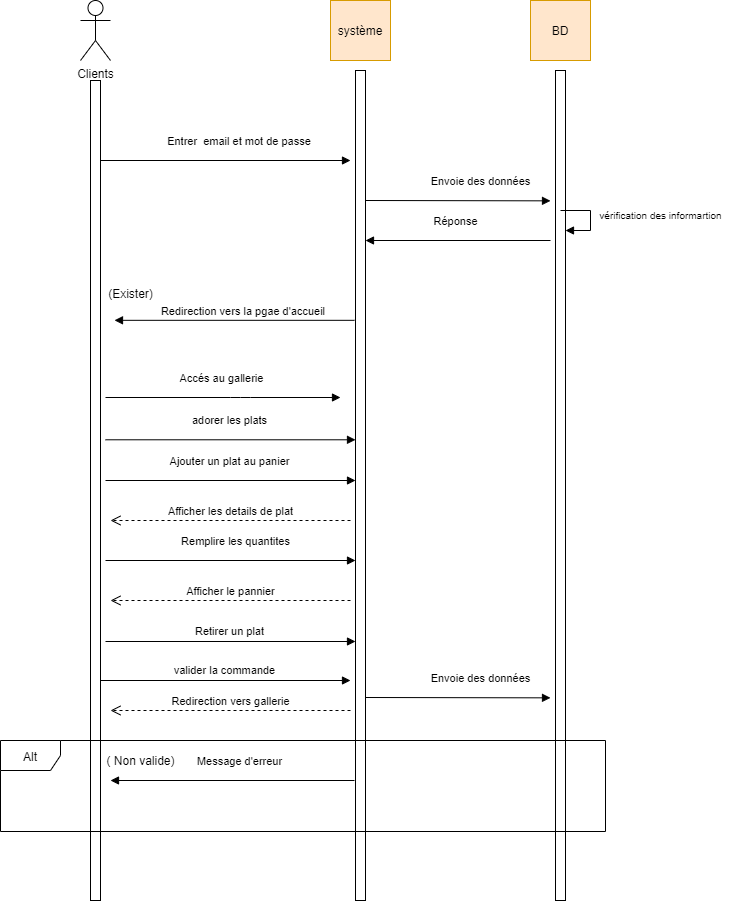 Clients
système
BD
Entrer  email et mot de passe
Envoie des données
vérification des informartion
Réponse
(Exister)
Redirection vers la pgae d'accueil
Accés au gallerie
adorer les plats
Ajouter un plat au panier
Afficher les details de plat
Remplire les quantites
Afficher le pannier
Retirer un plat
valider la commande
Envoie des données
Redirection vers gallerie
Alt
( Non valide)
Message d'erreur